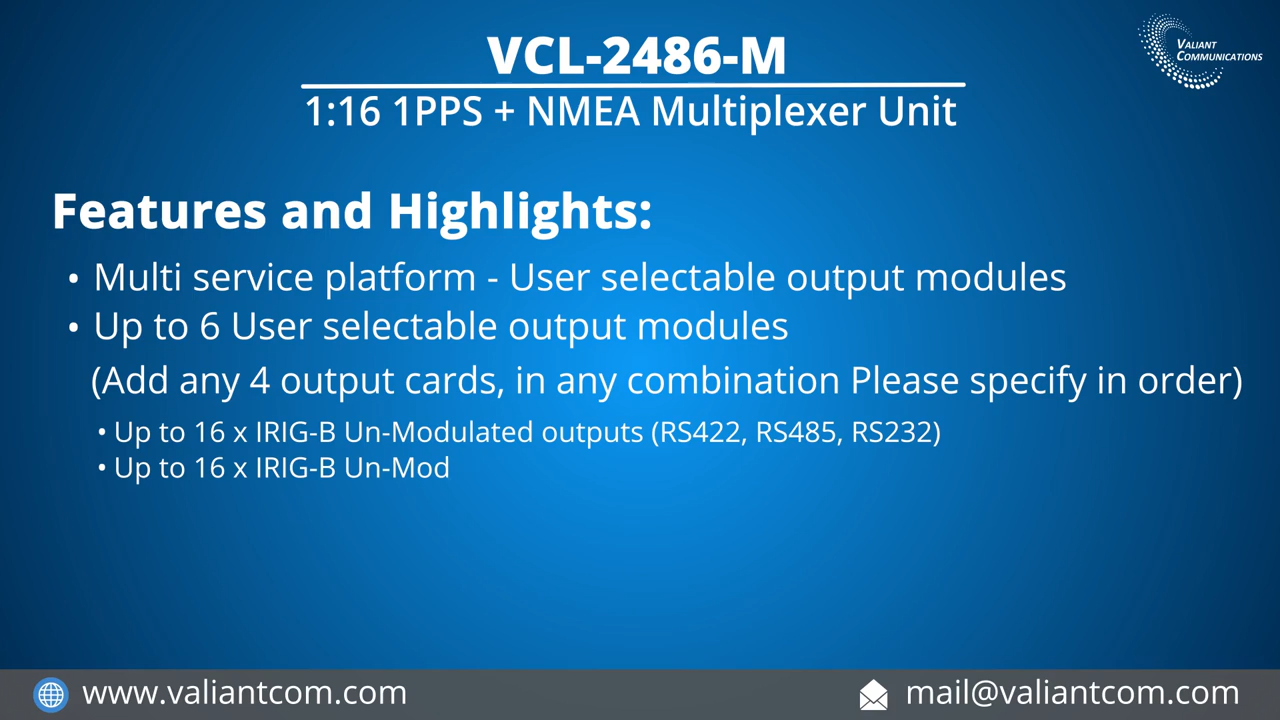 VCL-2486-M
1:16 1PPS + NMEA Multiplexer Unit
VALIANT
COMMUNICATIONS
Features and Highlights:
• Multi service platform - User selectable output modules
• Up to 6 User selectable output modules
(Add any 4 output cards, in any combination Please specify in order)
• Up to 16 x IRIG-B Un-Modulated outputs (RS422, RS485, RS232)
• Up to 16 x IRIG-B Un-Mod
www.valiantcom.com
mail@valiantcom.com